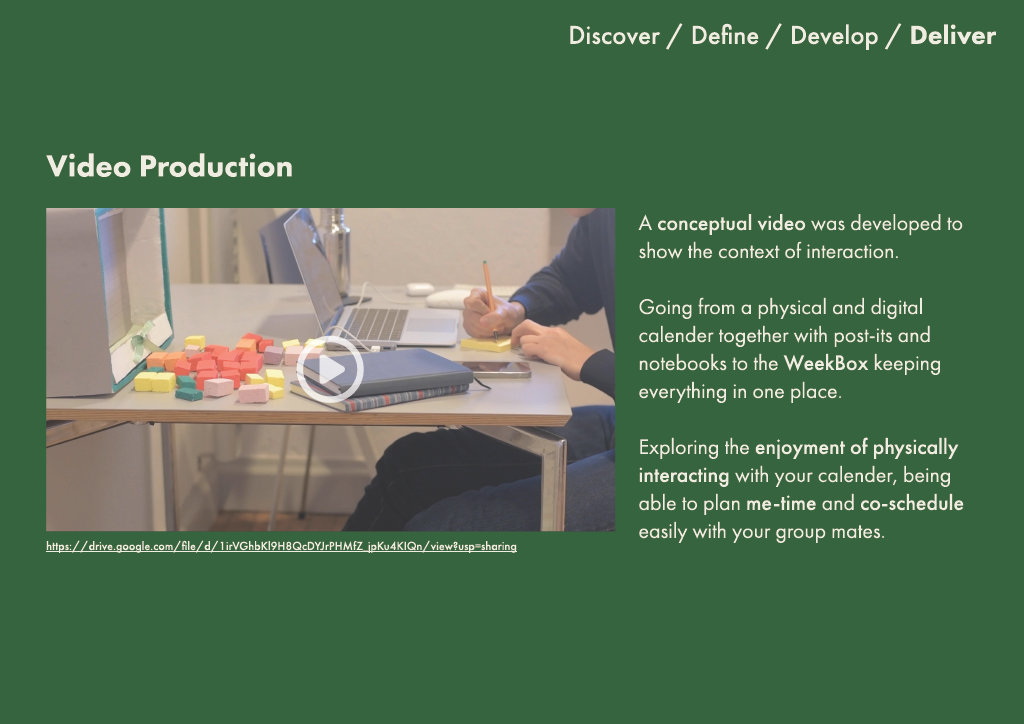 Discover / Define / Develop / Deliver
Video Production
A conceptual video was developed to
show the context of interaction.
Going from a physical and digital
calender together with post-its and
notebooks to the WeekBox keeping
everything in one place.
Exploring the enjoyment of physically
interacting with your calender, being
able to plan me-time and co-schedule
easily with your group mates.
https://drive.google.com/file/d/1irVGhbKl9H8QcDYJrPHMfZ_jpKu4KIQn/view?usp=sharing